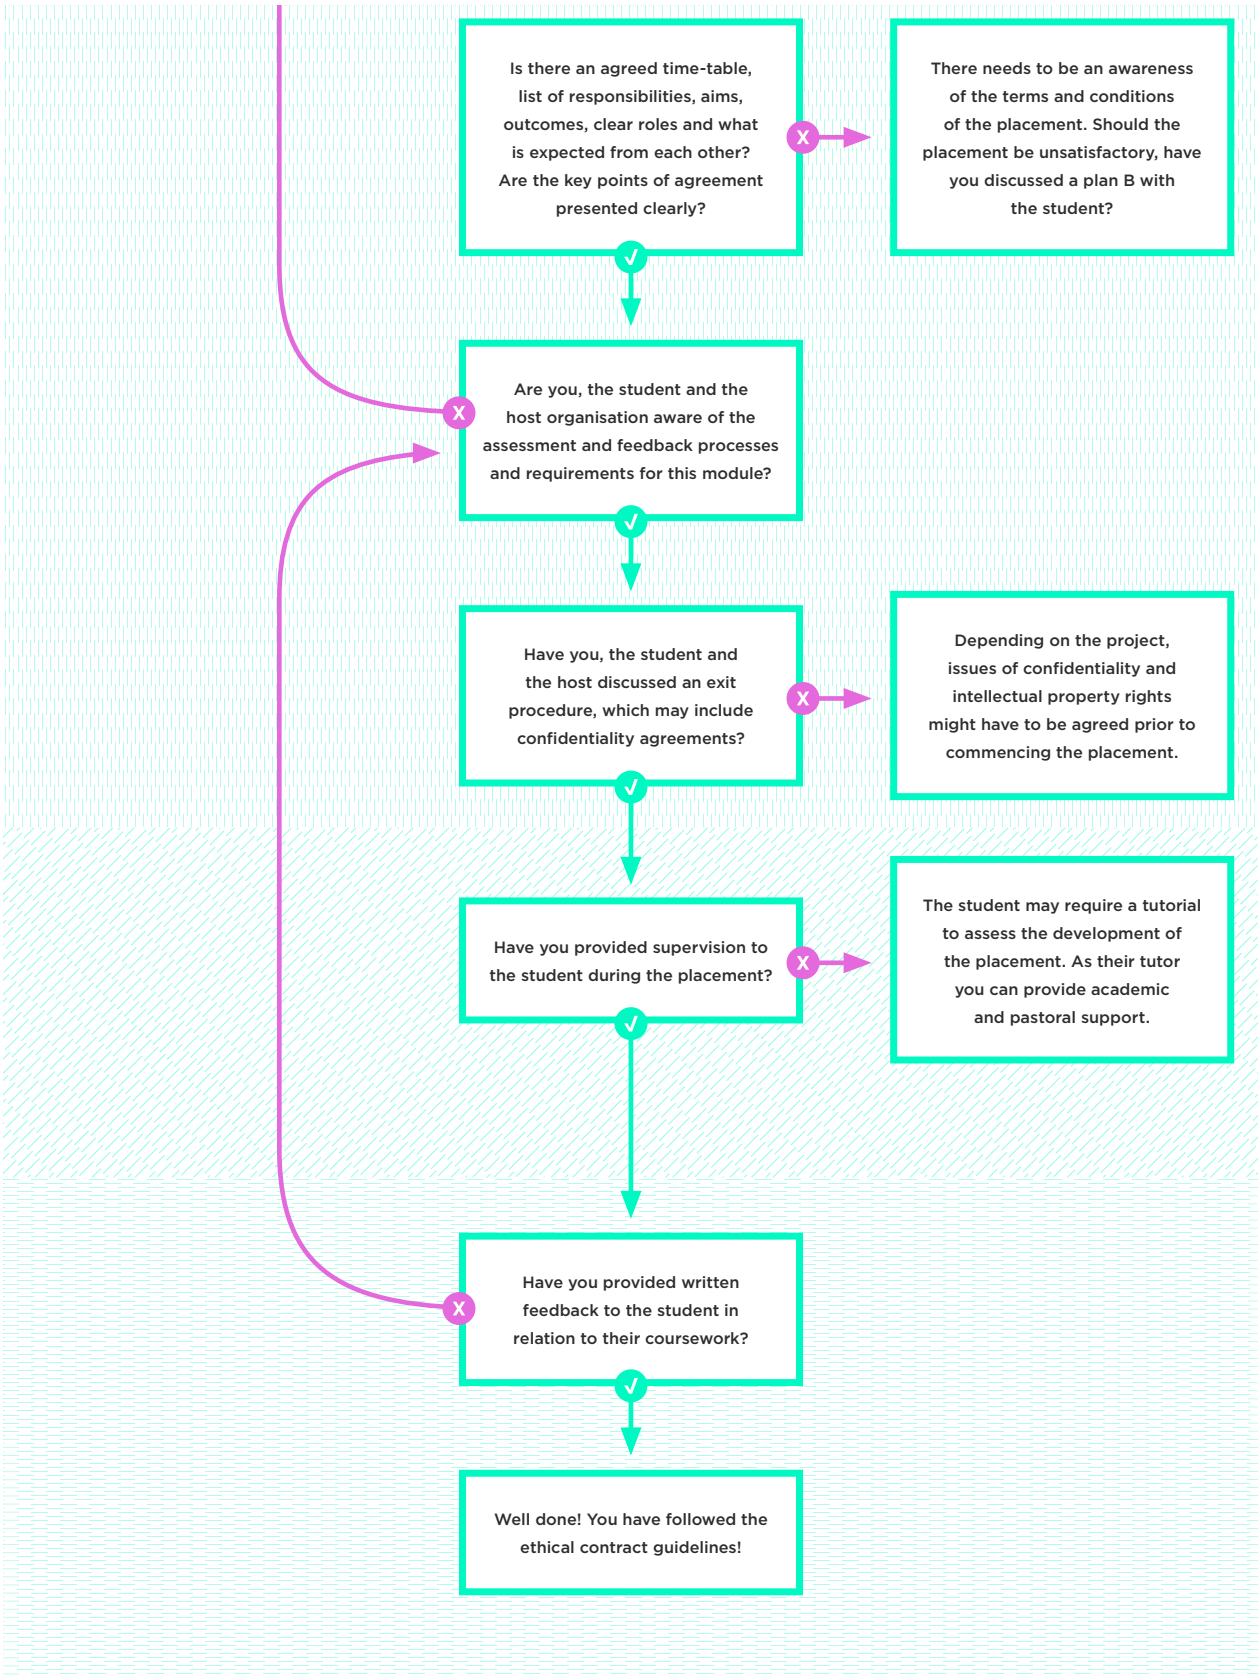 Is there an agreed time-table,
list of responsibilities, aims,
outcomes, clear roles and what
is expected from each other?
Are the key points of agreement
presented clearly?
X
There needs to be an awareness
of the terms and conditions
of the placement. Should the
placement be unsatisfactory, have
you discussed a plan B with
the student?
√
Are you, the student and the
host organisation aware of the
assessment and feedback processes
and requirements for this module?
X
√
Have you, the student and
the host discussed an exit
procedure, which may include
confidentiality agreements?
X
Depending on the project,
issues of confidentiality and
intellectual property rights
might have to be agreed prior to
commencing the placement.
√
Have you provided supervision to
the student during the placement?
X
The student may require a tutorial
to assess the development of
the placement. As their tutor
you can provide academic
and pastoral support.
√
Have you provided written
feedback to the student in
relation to their coursework?
X
√
Well done! You have followed the
ethical contract guidelines!